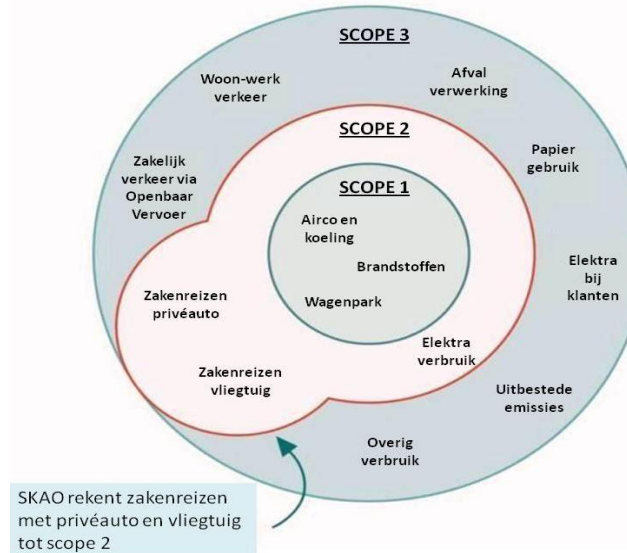 SCOPE 3
Woon-werk
verkeer
Afval
verwerking
SCOPE 2
Papier
gebruik
Zakelijk
verkeer via
Openbaar
Vervoer
SCOPE 1
Airco en
koeling
Brandstoffen
Wagenpark
Elektra
bij
klanten
Zakenreizen
privéauto
Elektra
verbruik
Zakenreizen
vliegtuig
Uitbestede
emissies
Overig
verbruik
SKAO rekent zakenreizen
met privéauto en vliegtuig
tot scope 2